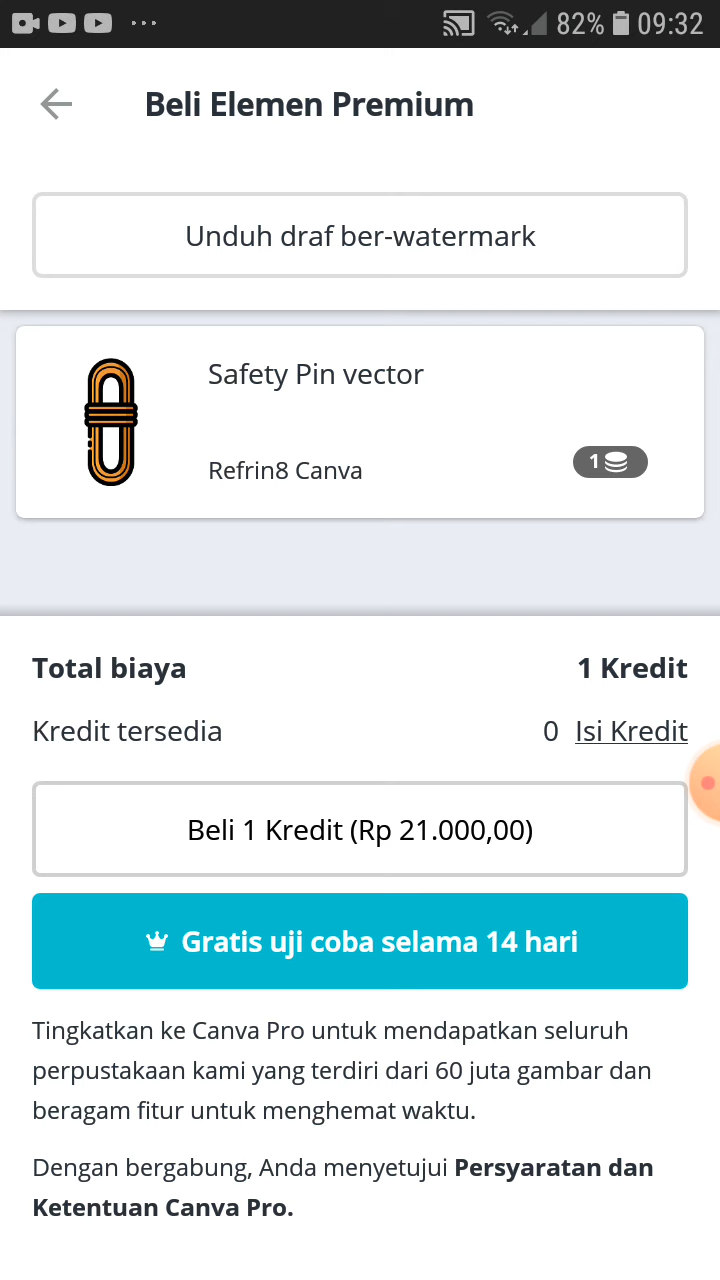 82% 09:32
Beli Elemen Premium
Unduh draf ber-watermark
Safety Pin vector
Refrin8 Canva
1
Total biaya 1 Kredit
Kredit tersedia 0 Isi Kredit
Beli 1 Kredit (Rp 21.000,00)
Gratis uji coba selama 14 hari
Tingkatkan ke Canva Pro untuk mendapatkan seluruh
perpustakaan kami yang terdiri dari 60 juta gambar dan
beragam fitur untuk menghemat waktu.
Dengan bergabung, Anda menyetujui Persyaratan dan
Ketentuan Canva Pro.